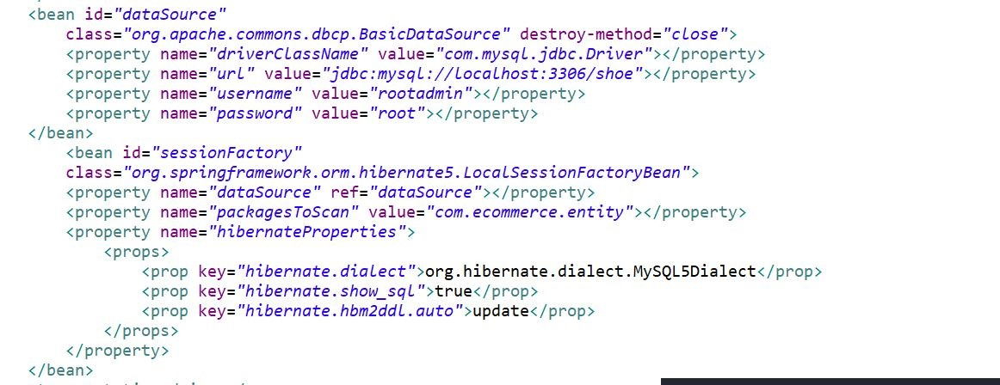 <bean id="dataSource"
class="org.apache.commons.dbcp.BasicDataSource" destroy-method="close">
<property name="driverClassName" value="com.mysql.jdbc.Driver"></property>
<property name="url" value="jdbc:mysql://localhost:3306/shoe"></property>
<property name="username" value="rootadmin"></property>
<property name="password" value="root"></property>
</bean>
<bean id="sessionFactory"
class="org.springframework.orm.hibernate5.LocalSessionFactoryBean">
<property name="dataSource" ref="dataSource"></property>
<property name="packagesToScan" value="com.ecommerce.entity"></property>
<property name="hibernateProperties">
<props>
<prop key="hibernate.dialect">org.hibernate.dialect.MySQL5Dialect</prop>
<prop key="hibernate.show_sql">true</prop>
<prop key="hibernate.hbm2ddl.auto">update</prop>
</props>
</property>
</bean>